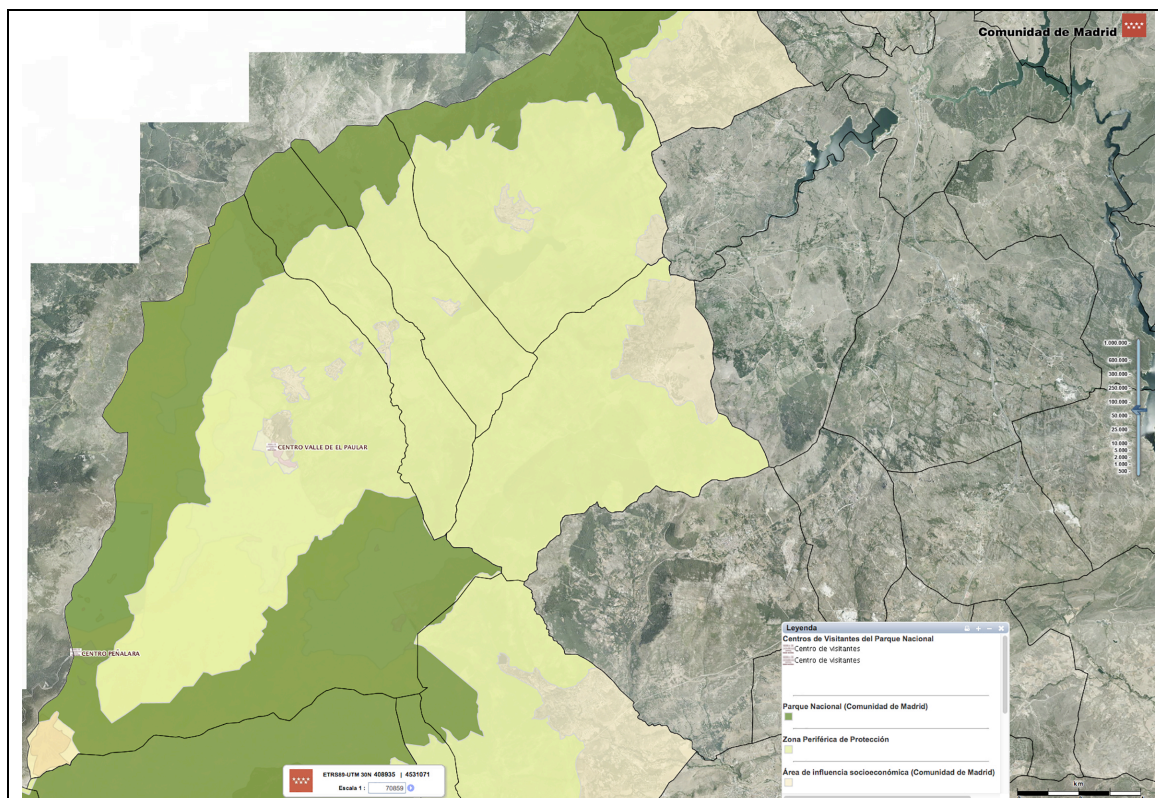 Comunidad de Madrid
1.000.000
600.000
300.000
250.000
100.000
50.000
25.000
10.000
5.000
2.000
1.000
500
CENTRO VALLE DE EL PAULAR
CENTRO PEÑALARA
Leyenda
Centros de Visitantes del Parque Nacional
Centro de visitantes
Centro de visitantes
Parque Nacional (Comunidad de Madrid)
Zona Periférica de Protección
Área de influencia socioeconómica (Comunidad de Madrid)
ETRS89-UTM 30N 408935 | 4531071
Escala 1 : 70859
km